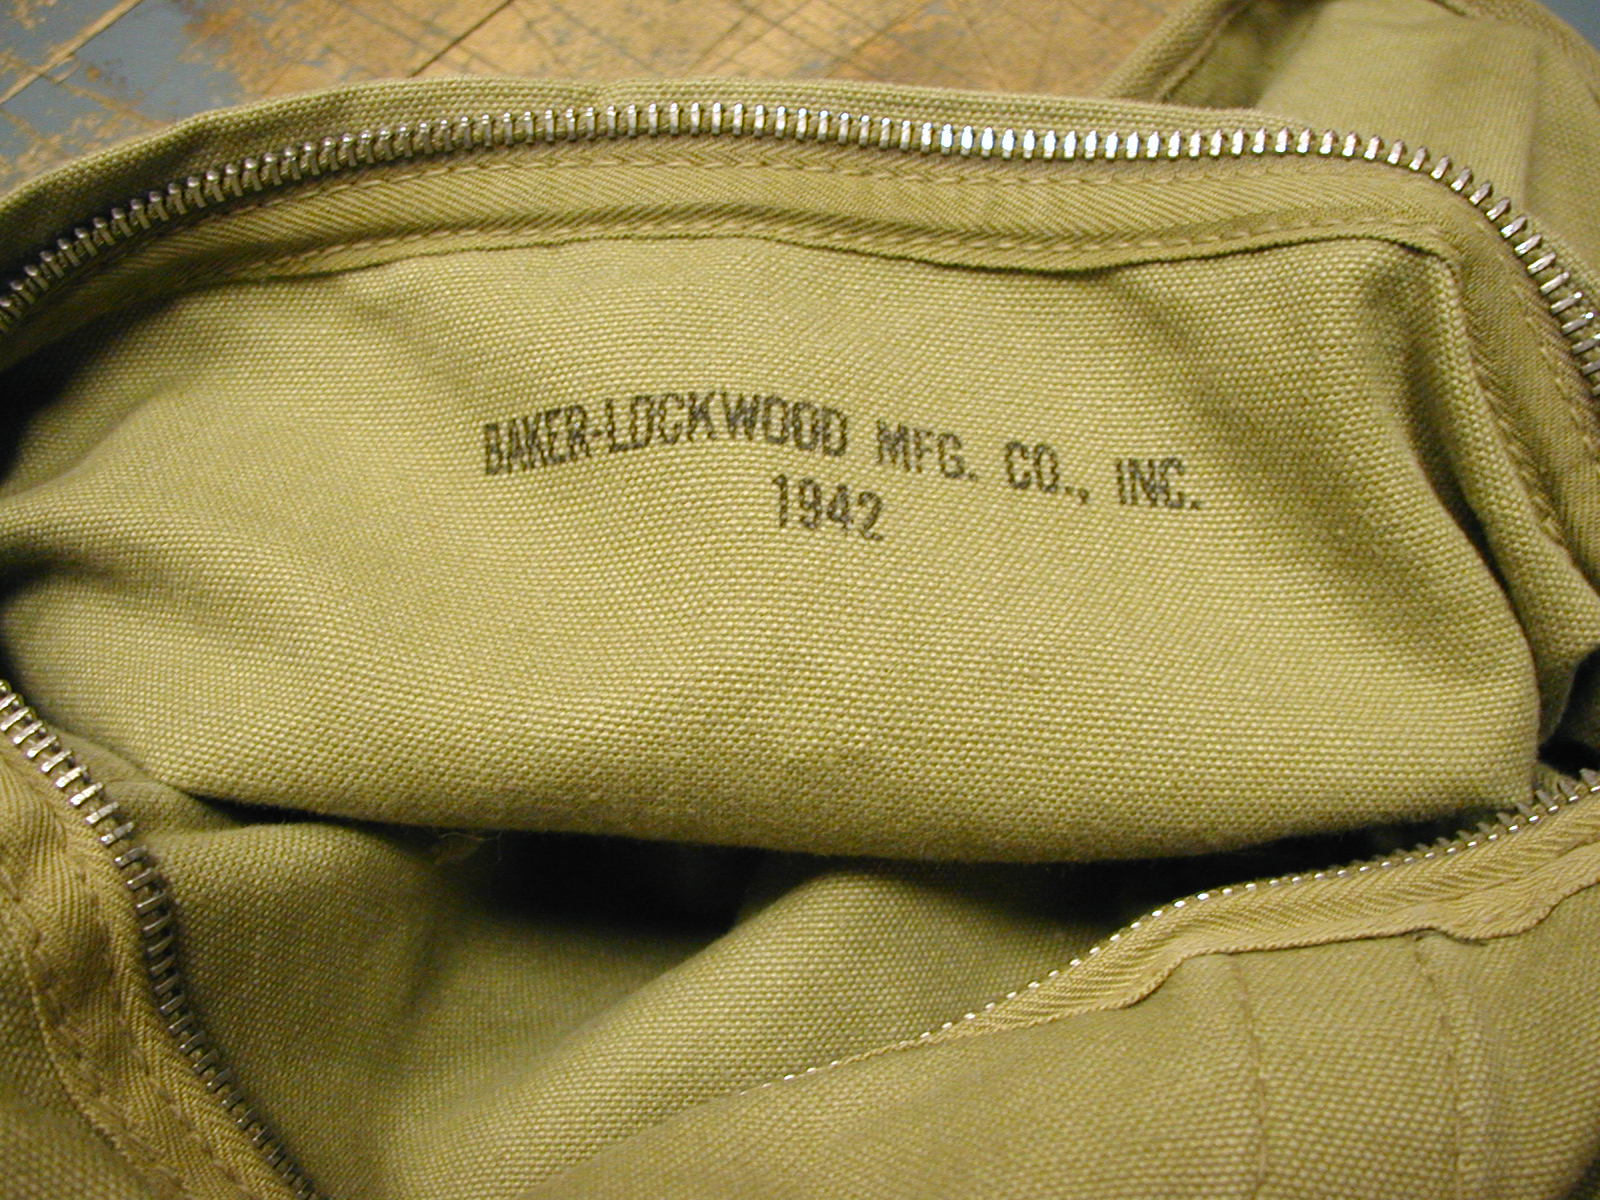 BAKER-LOCKWOOD MFG. CO., INC.
1942